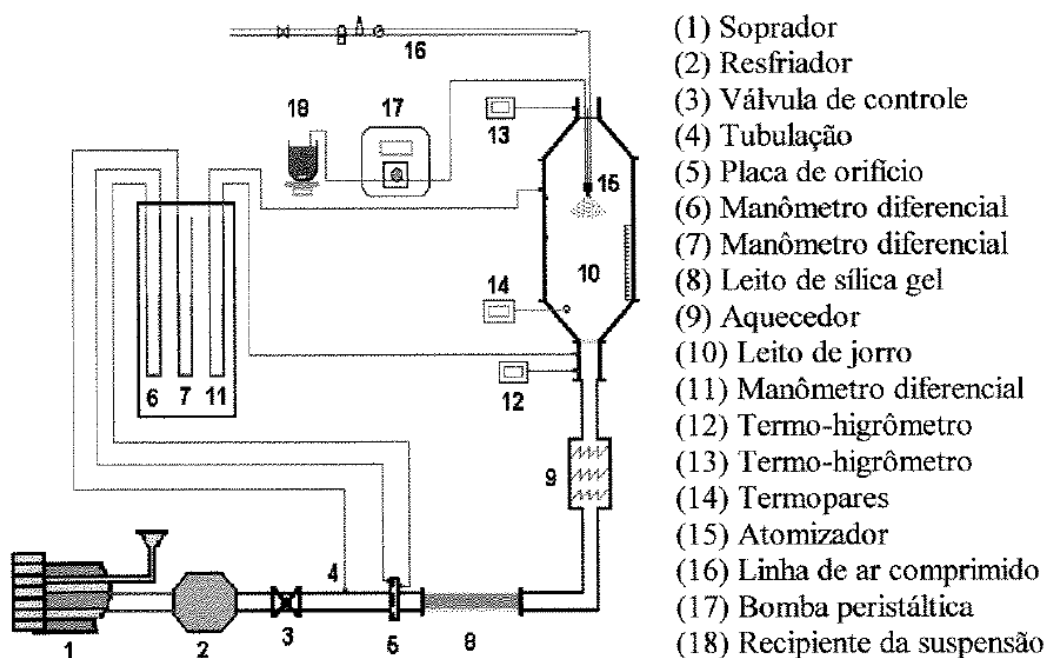 (1) Soprador
(2) Resfriador
(3) Válvula de controle
(4) Tubulação
(5) Placa de orifício
(6) Manômetro diferencial
(7) Manômetro diferencial
(8) Leito de sílica gel
(9) Aquecedor
(10) Leito de jorro
(11) Manômetro diferencial
(12) Termo-higrômetro
(13) Termo-higrômetro
(14) Termopares
(15) Atomizador
(16) Linha de ar comprimido
(17) Bomba peristáltica
(18) Recipiente da suspensão
16
18
17
13
15
10
14
6
7
11
12
9
4
1
2
3
5
8